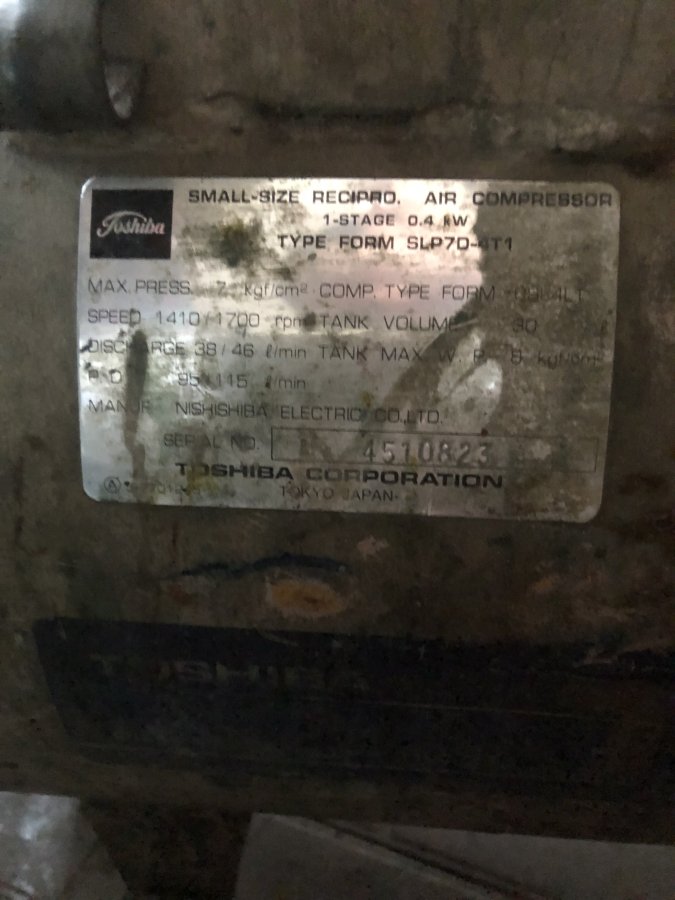 Toshiba
SMALL-SIZE RECIPRO. AIR COMPRESSOR
1-STAGE 0.4 kW
TYPE FORM SLP70-4T1
MAX. PRESS. 7 kgf/cm² COMP. TYPE FORM
SPEED 1410/1700 rpm TANK VOLUME 30 ℓ
DISCHARGE 38/46 ℓ/min TANK MAX. W. P. 8 kgf/cm²
P. D. 95/115 ℓ/min
MANUF. NISHISHIBA ELECTRIC CO., LTD.
SERIAL NO. 4510823
TOSHIBA CORPORATION
TOKYO JAPAN
TOSHIBA